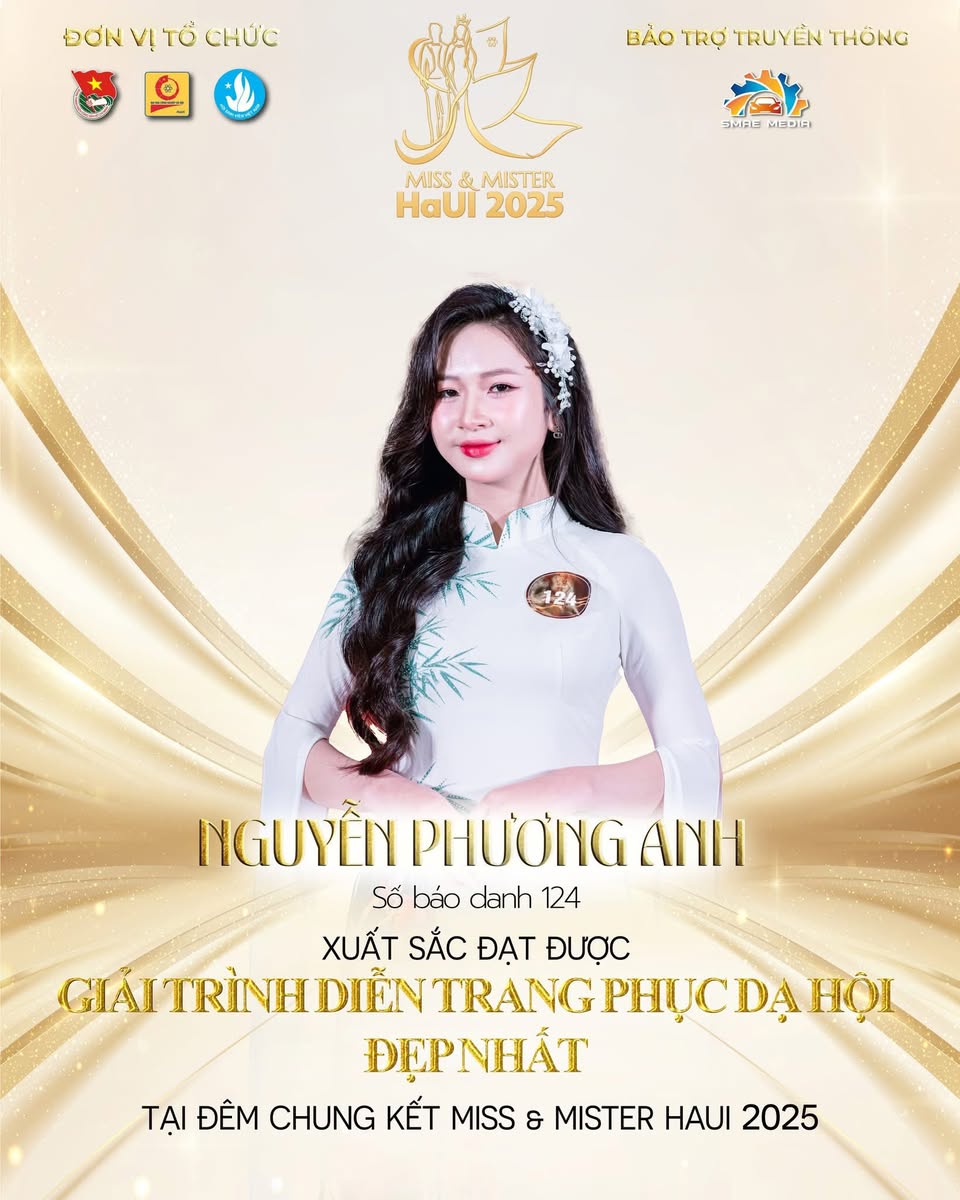 ĐƠN VỊ TỔ CHỨC
BẢO TRỢ TRUYỀN THÔNG
SMAE MEDIA
MISS & MISTER
HaUI 2025
124
NGUYỄN PHƯƠNG ANH
Số báo danh 124
XUẤT SẮC ĐẠT ĐƯỢC
GIẢI TRÌNH DIỄN TRANG PHỤC DẠ HỘI
ĐẸP NHẤT
TẠI ĐÊM CHUNG KẾT MISS & MISTER HAUI 2025